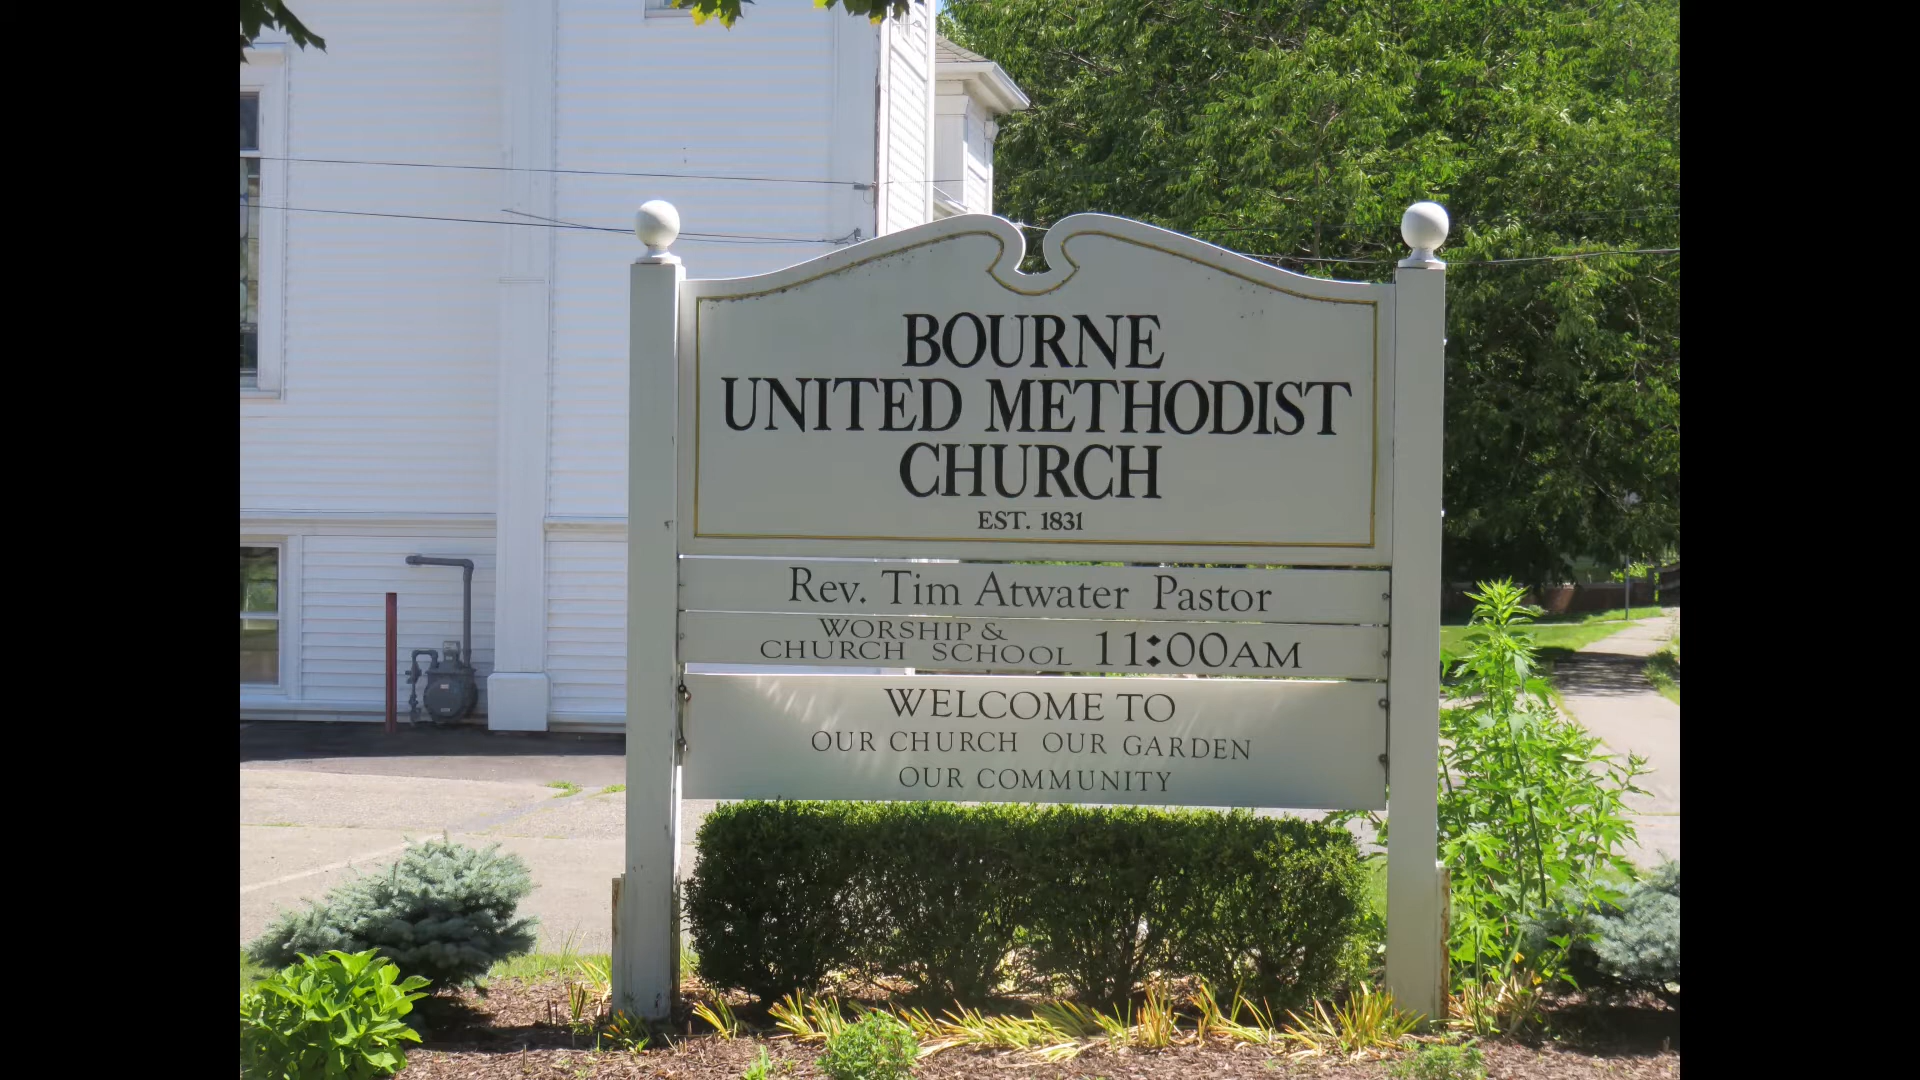 BOURNE
UNITED METHODIST
CHURCH
EST. 1831
Rev. Tim Atwater Pastor
WORSHIP &
CHURCH SCHOOL 11:00AM
WELCOME TO
OUR CHURCH OUR GARDEN
OUR COMMUNITY